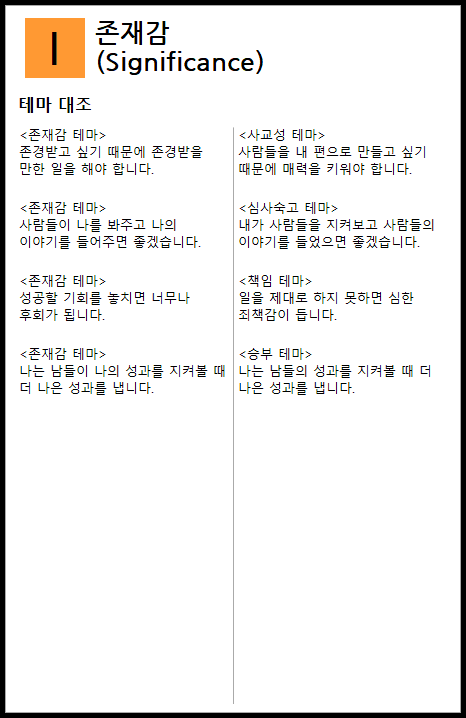 I
존재감
(Significance)
테마 대조
<존재감 테마>
존경받고 싶기 때문에 존경받을
만한 일을 해야 합니다.
<존재감 테마>
사람들이 나를 봐주고 나의
이야기를 들어주면 좋겠습니다.
<존재감 테마>
성공할 기회를 놓치면 너무나
후회가 됩니다.
<존재감 테마>
나는 남들이 나의 성과를 지켜볼 때
더 나은 성과를 냅니다.
<사교성 테마>
사람들을 내 편으로 만들고 싶기
때문에 매력을 키워야 합니다.
<심사숙고 테마>
내가 사람들을 지켜보고 사람들의
이야기를 들었으면 좋겠습니다.
<책임 테마>
일을 제대로 하지 못하면 심한
죄책감이 듭니다.
<승부 테마>
나는 남들의 성과를 지켜볼 때 더
나은 성과를 냅니다.